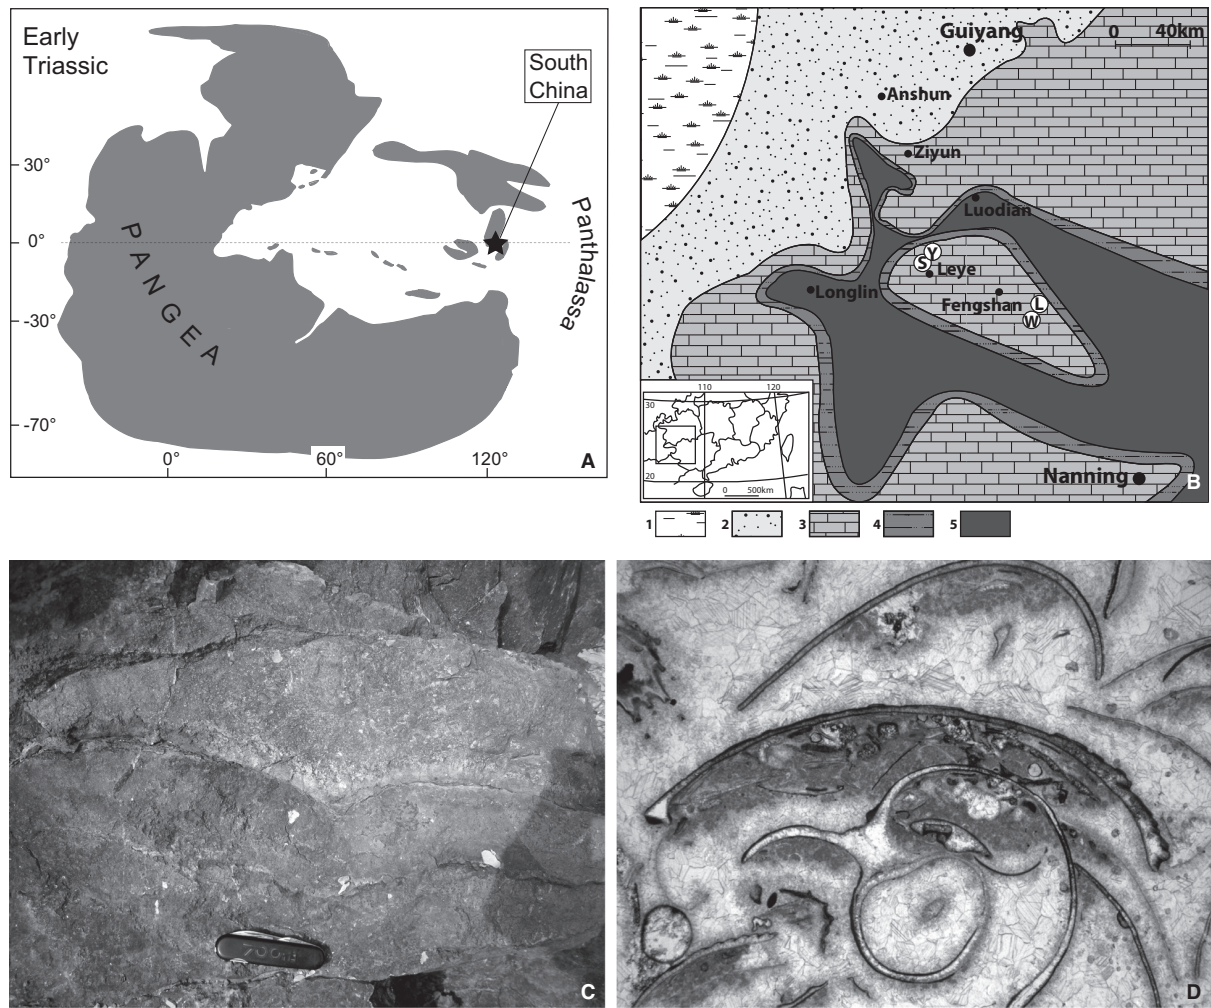 Early
Triassic
South
China
30°
0°
-30°
-70°
PANGEA
Panthalassa
0°
60°
120°
A
Guiyang
0 40km
Anshun
Ziyun
Luodian
Y
S
Leye
Fengshan
L
W
Longlin
Nanning
110 120
30
20
0 500km
B
1 2 3 4 5
C
D